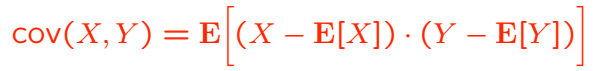 cov(X, Y) = E[(X − E[X]) · (Y − E[Y])]